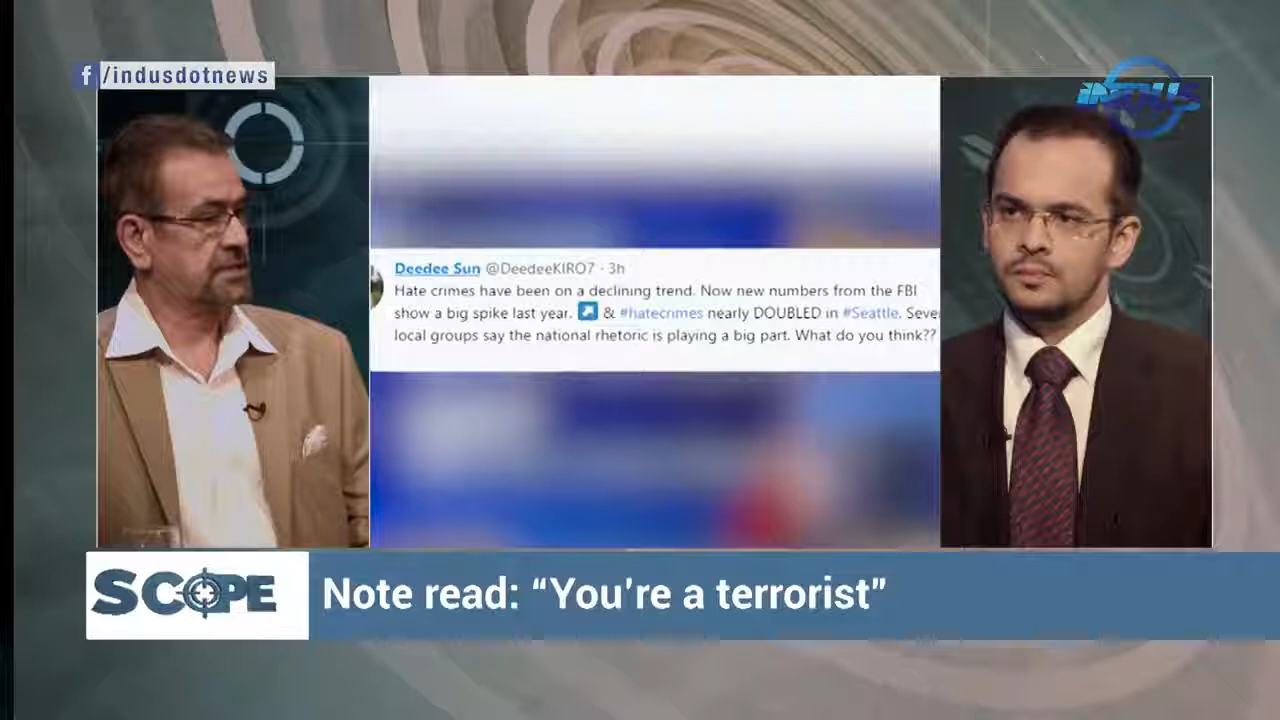 f/indusdotnews
INDUS
Deedee Sun @DeedeeKIRO7 · 3h
Hate crimes have been on a declining trend. Now new numbers from the FBI
show a big spike last year. & #hatecrimes nearly DOUBLED in #Seattle. Seve
local groups say the national rhetoric is playing a big part. What do you think??
SCOPE
Note read: “You’re a terrorist”